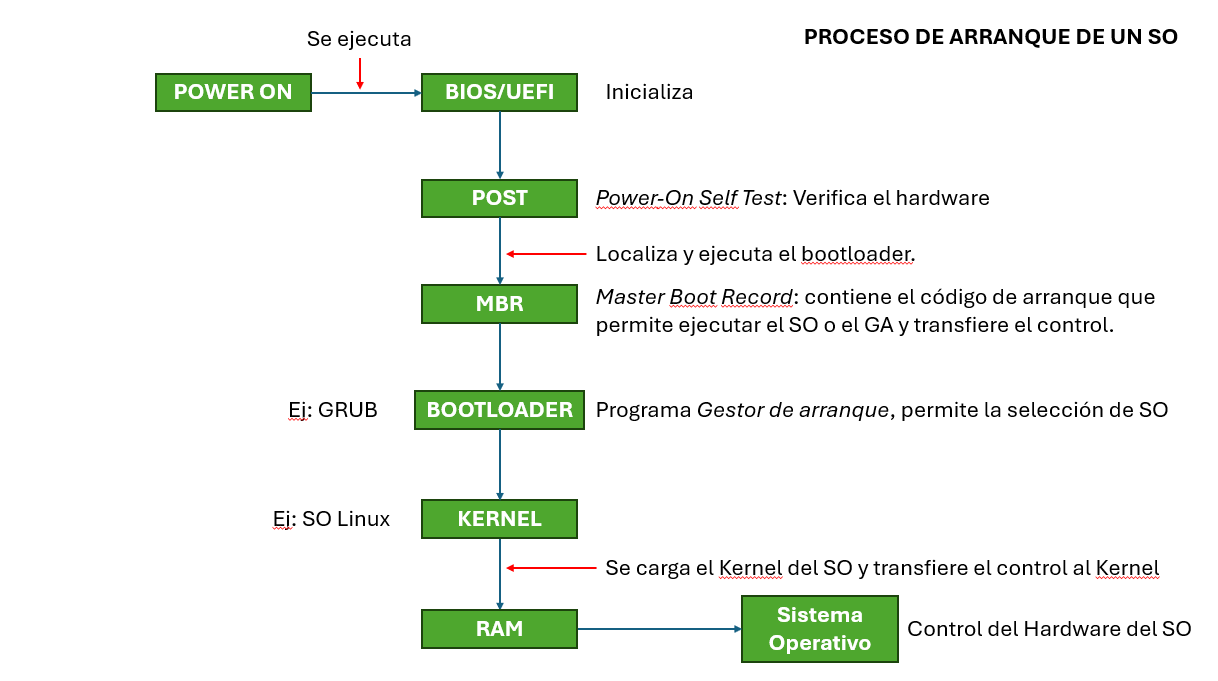 Se ejecuta
PROCESO DE ARRANQUE DE UN SO
POWER ON
BIOS/UEFI
Inicializa
POST
Power-On Self Test: Verifica el hardware
Localiza y ejecuta el bootloader.
MBR
Master Boot Record: contiene el código de arranque que
permite ejecutar el SO o el GA y transfiere el control.
Ej: GRUB
BOOTLOADER
Programa Gestor de arranque, permite la selección de SO
Ej: SO Linux
KERNEL
Se carga el Kernel del SO y transfiere el control al Kernel
RAM
Sistema
Operativo
Control del Hardware del SO